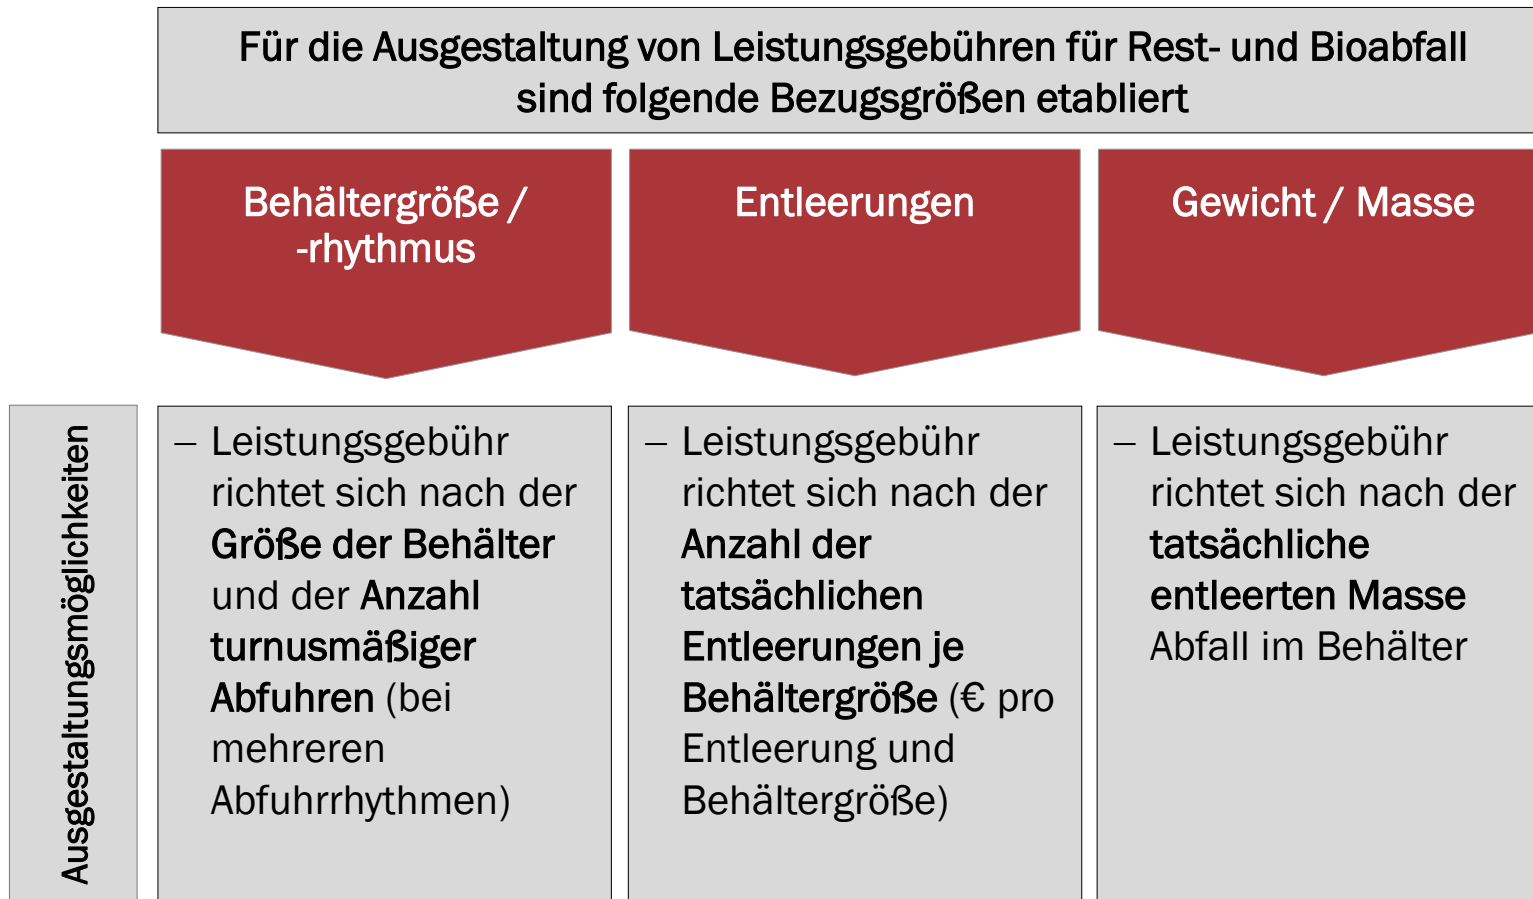 Für die Ausgestaltung von Leistungsgebühren für Rest- und Bioabfall
sind folgende Bezugsgrößen etabliert
Behältergröße /
-rhythmus
Entleerungen
Gewicht / Masse
Ausgestaltungsmöglichkeiten
– Leistungsgebühr
richtet sich nach der
Größe der Behälter
und der Anzahl
turnusmäßiger
Abfuhren (bei
mehreren
Abfuhrrhythmen)
– Leistungsgebühr
richtet sich nach der
Anzahl der
tatsächlichen
Entleerungen je
Behältergröße (€ pro
Entleerung und
Behältergröße)
– Leistungsgebühr
richtet sich nach der
tatsächliche
entleerten Masse
Abfall im Behälter